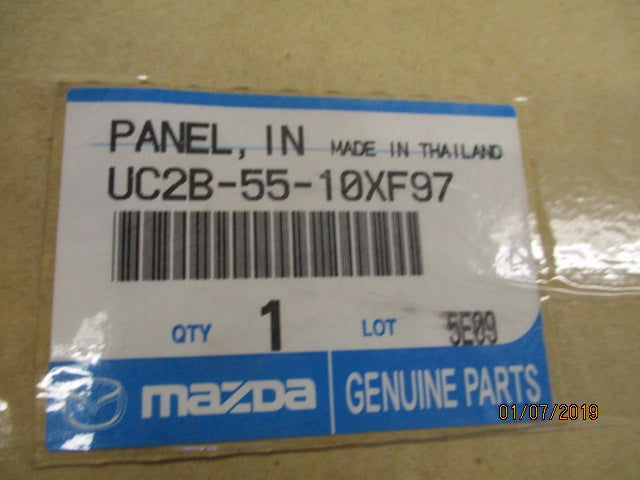 PANEL, IN MADE IN THAILAND
UC2B-55-10XF97
QTY 1 LOT 5E09
mazda GENUINE PARTS
01/07/2019